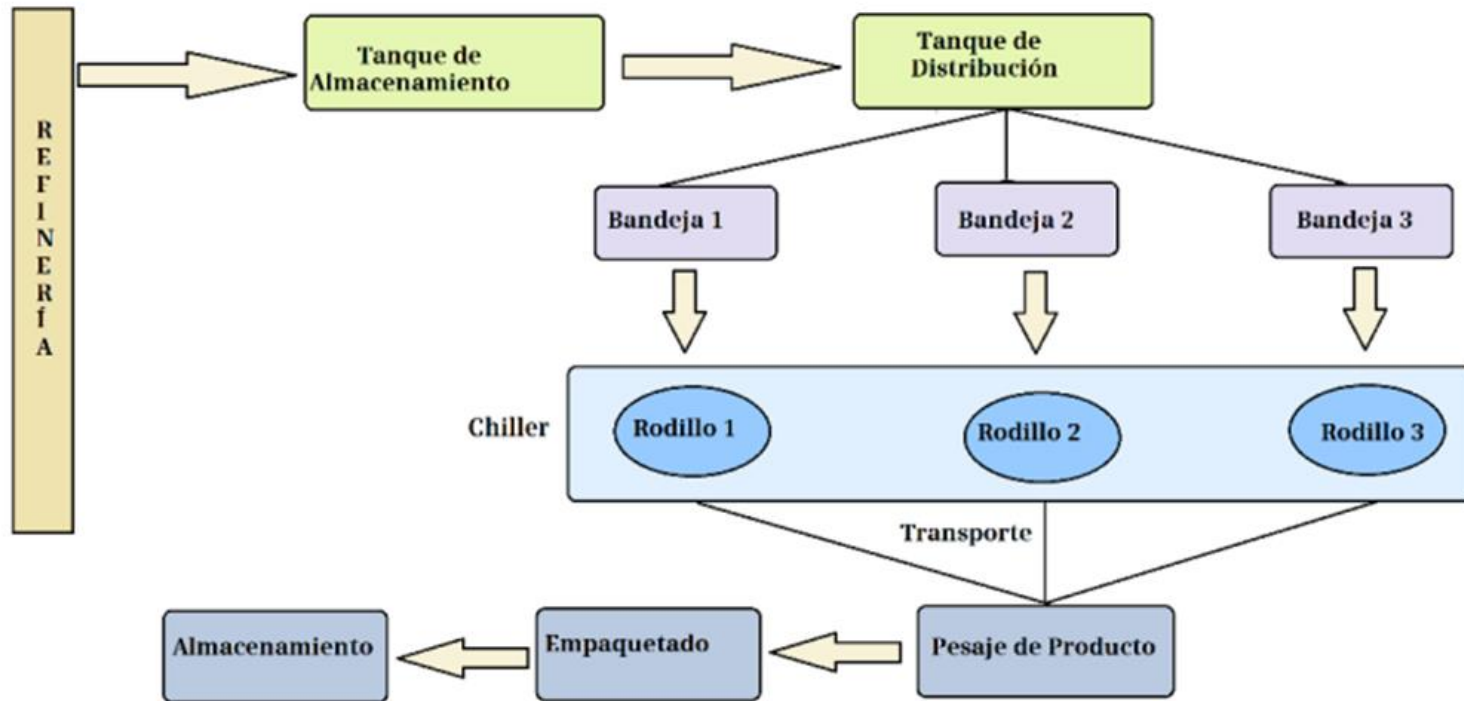 REFINERÍA
Tanque de
Almacenamiento
Tanque de
Distribución
Bandeja 1
Bandeja 2
Bandeja 3
Chiller
Rodillo 1
Rodillo 2
Rodillo 3
Transporte
Almacenamiento
Empaquetado
Pesaje de Producto